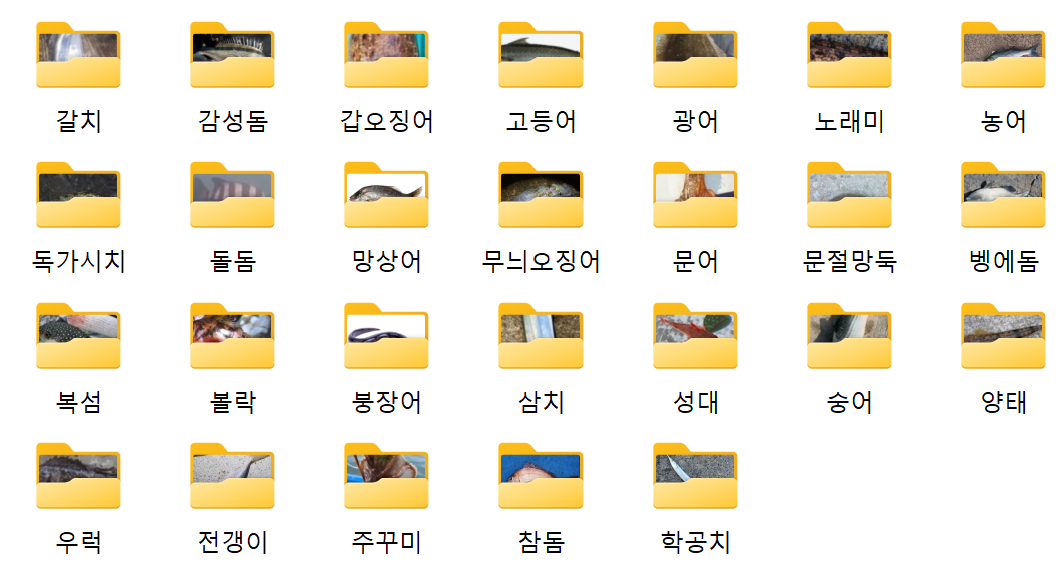 갈치 감성돔 갑오징어 고등어 광어 노래미 농어
독가시치 돌돔 망상어 무늬오징어 문어 문절망둑 벵에돔
복섬 볼락 붕장어 삼치 성대 숭어 양태
우럭 전갱이 주꾸미 참돔 학공치